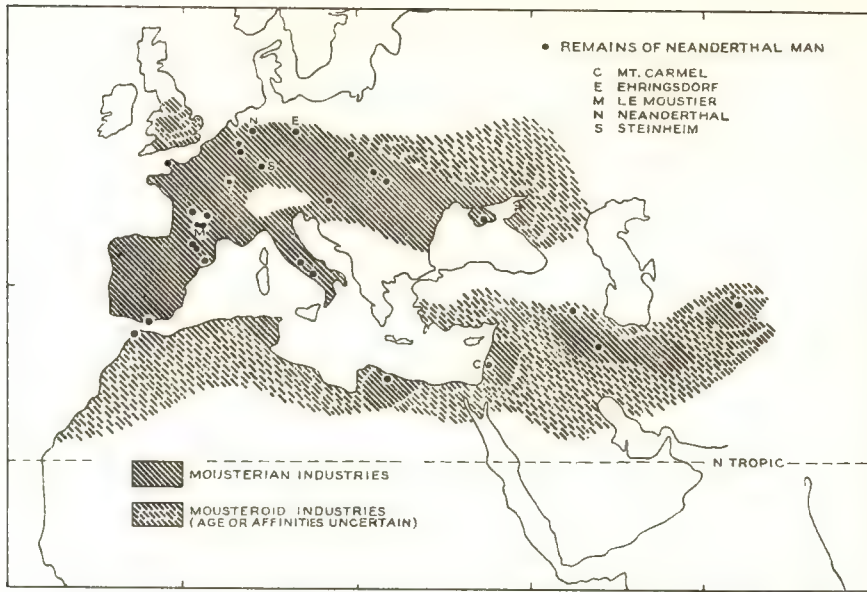 REMAINS OF NEANDERTHAL MAN
C MT. CARMEL
E EHRINGSDORF
M LE MOUSTIER
N NEANDERTHAL
S STEINHEIM
N
E
S
M
C
N TROPIC
MOUSTERIAN INDUSTRIES
MOUSTEROID INDUSTRIES
(AGE OR AFFINITIES UNCERTAIN)